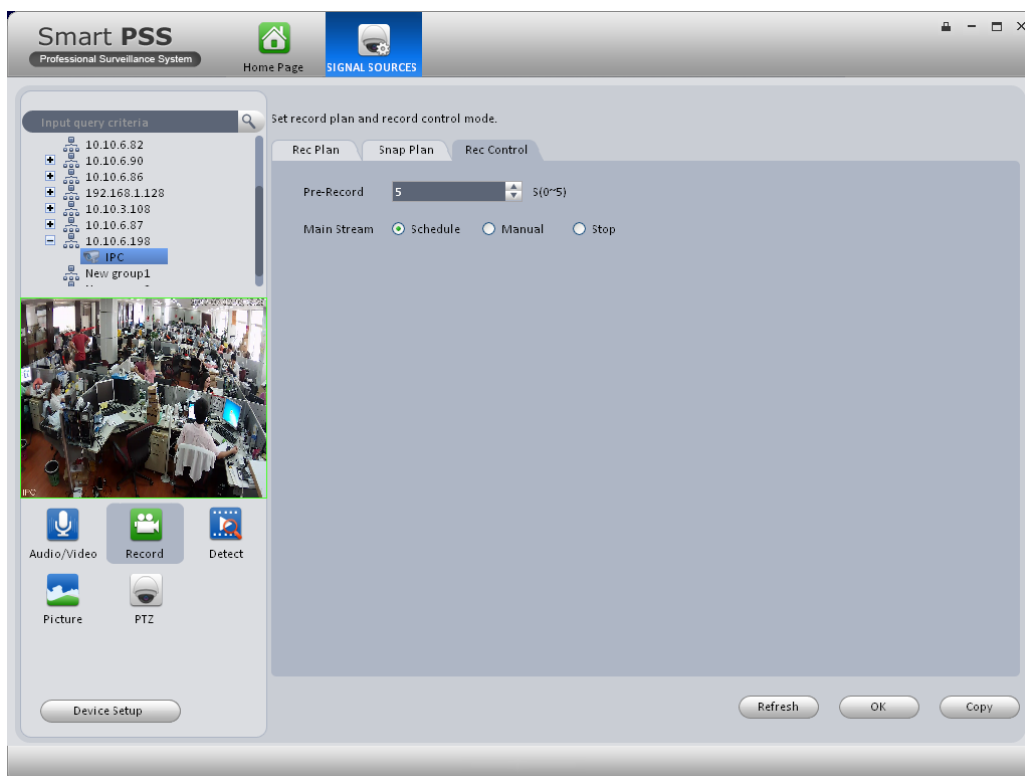 Smart PSS
Professional Surveillance System
Home Page
SIGNAL SOURCES
Input query criteria
10.10.6.82
10.10.6.90
10.10.6.86
192.168.1.128
10.10.3.108
10.10.6.87
10.10.6.198
IPC
New group1
IPC
Audio/Video
Record
Detect
Picture
PTZ
Device Setup
Set record plan and record control mode.
Rec Plan
Snap Plan
Rec Control
Pre-Record 5 S(0~5)
Main Stream Schedule Manual Stop
Refresh
OK
Copy